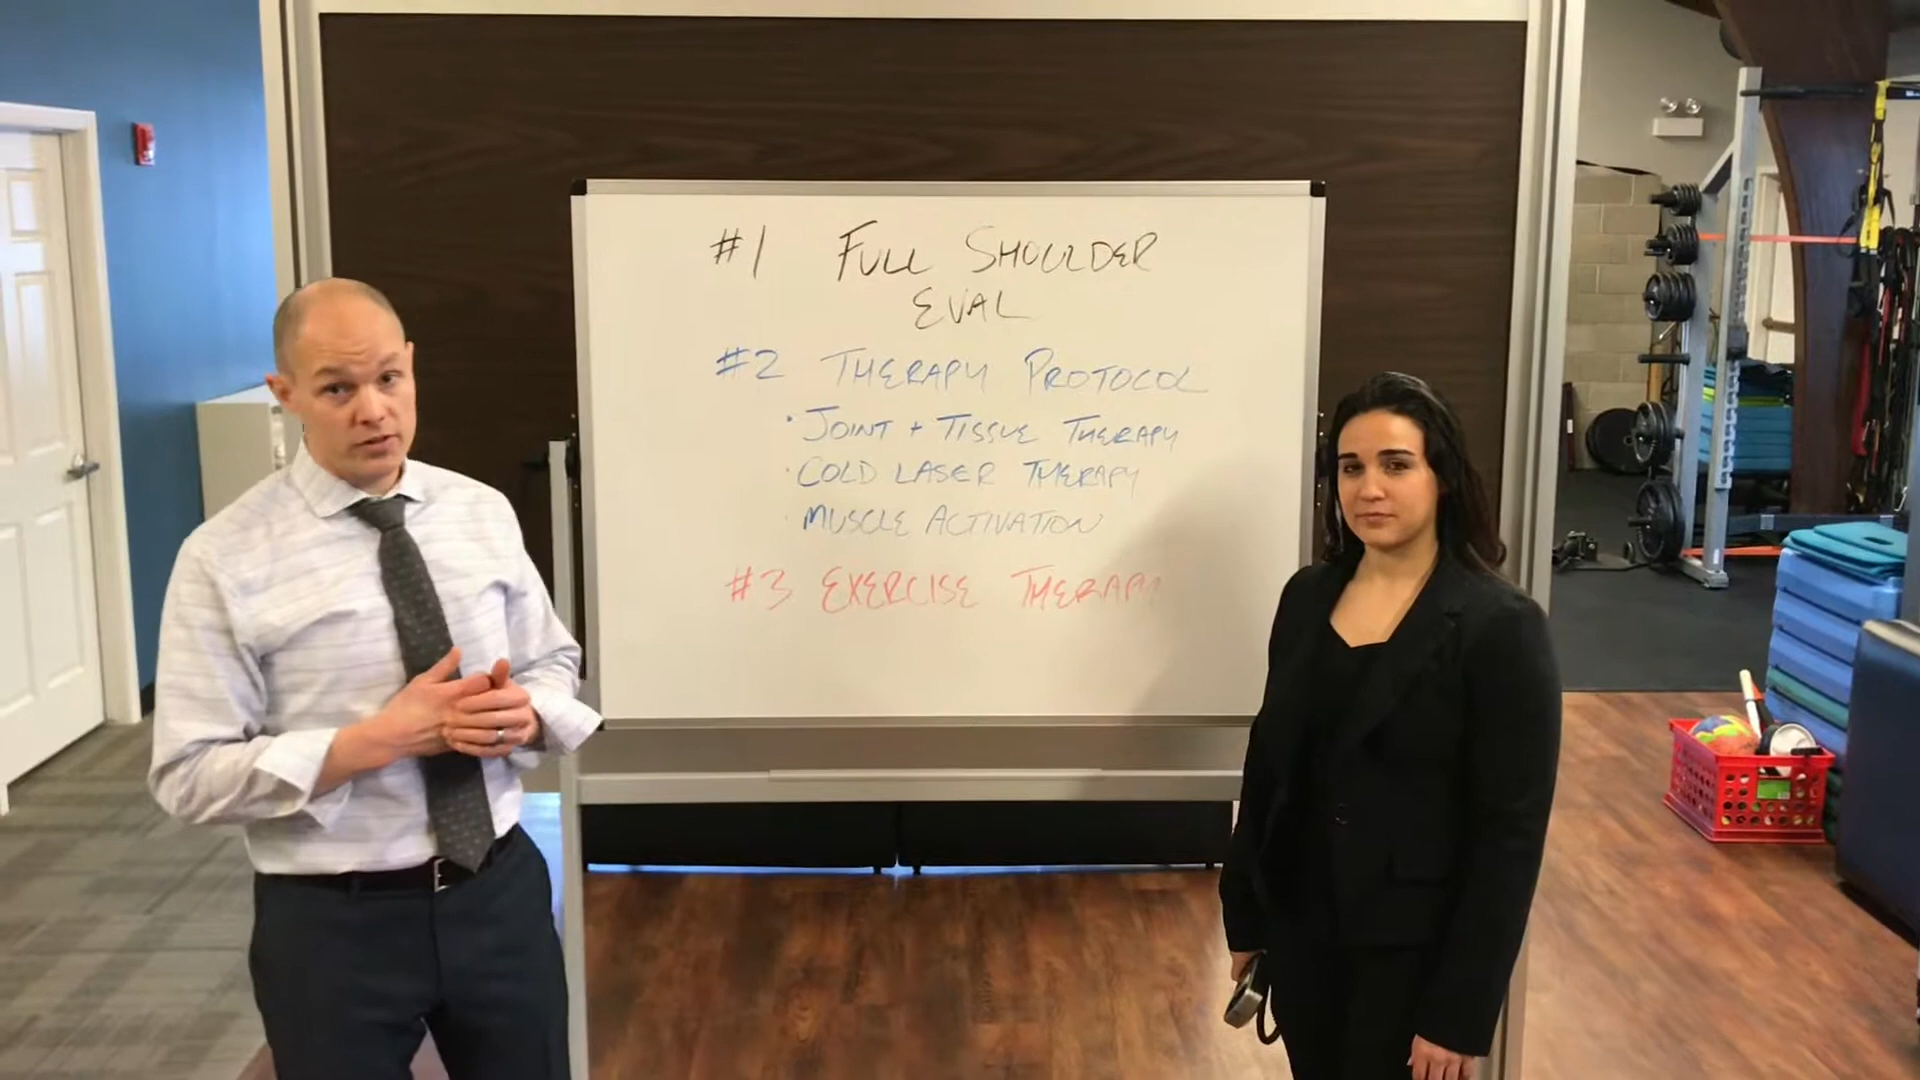 #1 FULL SHOULDER
EVAL
#2 THERAPY PROTOCOL
• JOINT + TISSUE THERAPY
• COLD LASER THERAPY
• MUSCLE ACTIVATION
#3 EXERCISE THERAPY